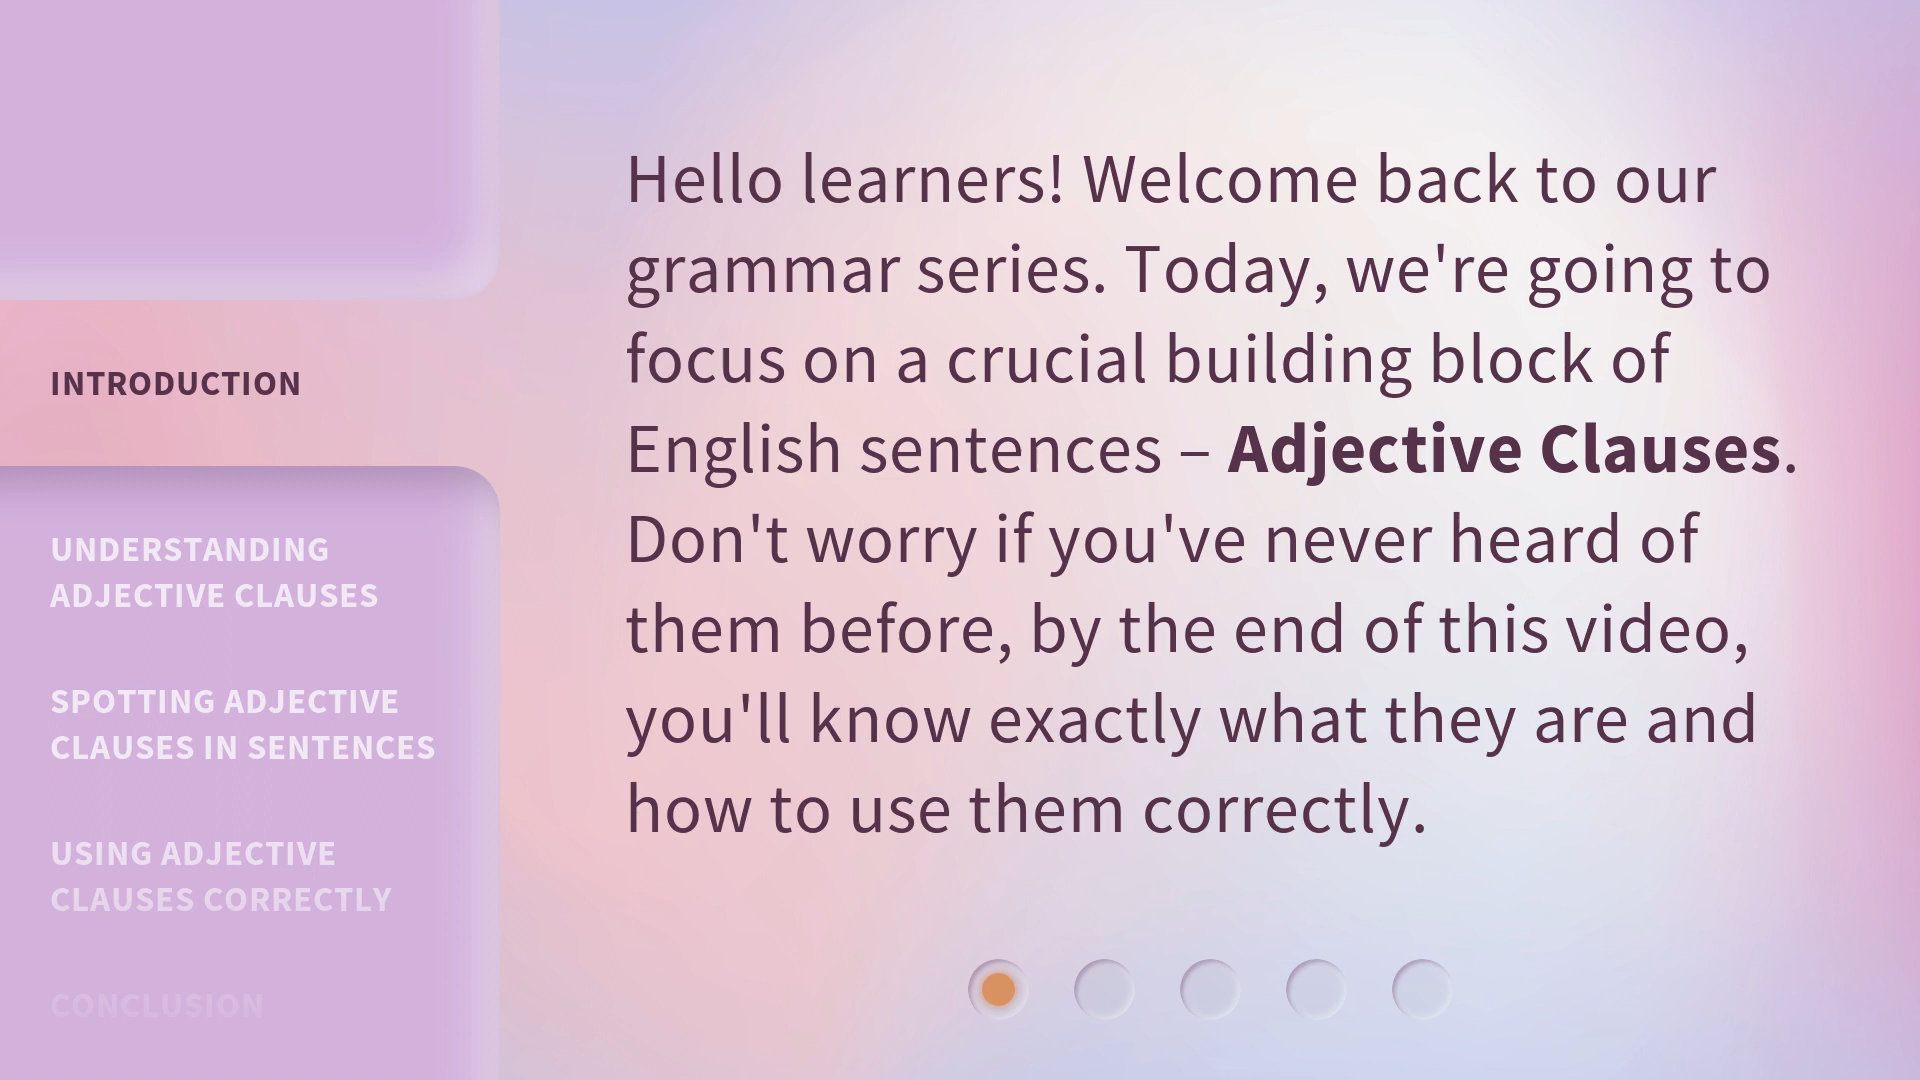 INTRODUCTION
UNDERSTANDING
ADJECTIVE CLAUSES
SPOTTING ADJECTIVE
CLAUSES IN SENTENCES
USING ADJECTIVE
CLAUSES CORRECTLY
CONCLUSION
Hello learners! Welcome back to our
grammar series. Today, we're going to
focus on a crucial building block of
English sentences – Adjective Clauses.
Don't worry if you've never heard of
them before, by the end of this video,
you'll know exactly what they are and
how to use them correctly.